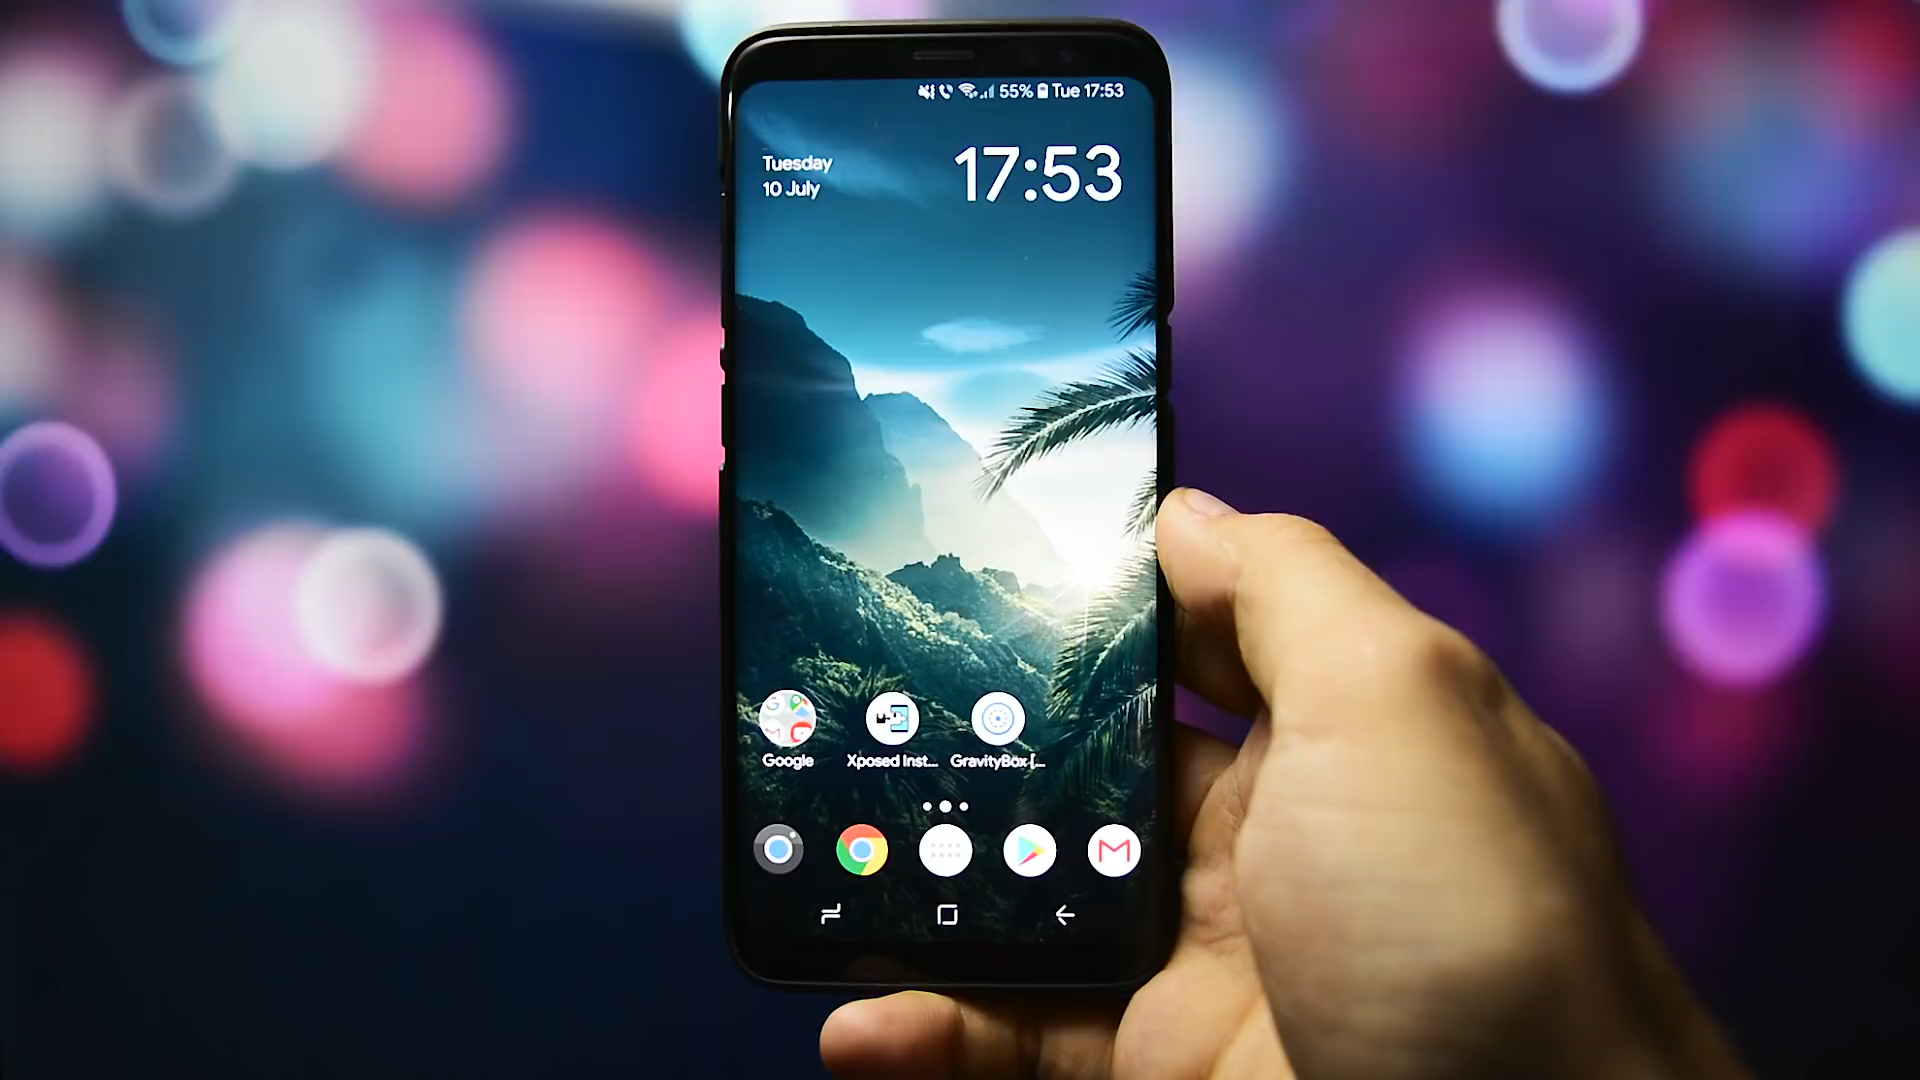 55% Tue 17:53
Tuesday
10 July
17:53
Google
Xposed Inst...
GravityBox [...